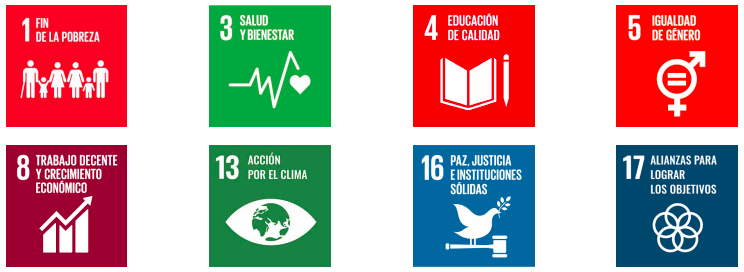 1 FIN
DE LA POBREZA
3 SALUD
Y BIENESTAR
4 EDUCACIÓN
DE CALIDAD
5 IGUALDAD
DE GÉNERO
8 TRABAJO DECENTE
Y CRECIMIENTO
ECONÓMICO
13 ACCIÓN
POR EL CLIMA
16 PAZ, JUSTICIA
E INSTITUCIONES
SÓLIDAS
17 ALIANZAS PARA
LOGRAR
LOS OBJETIVOS